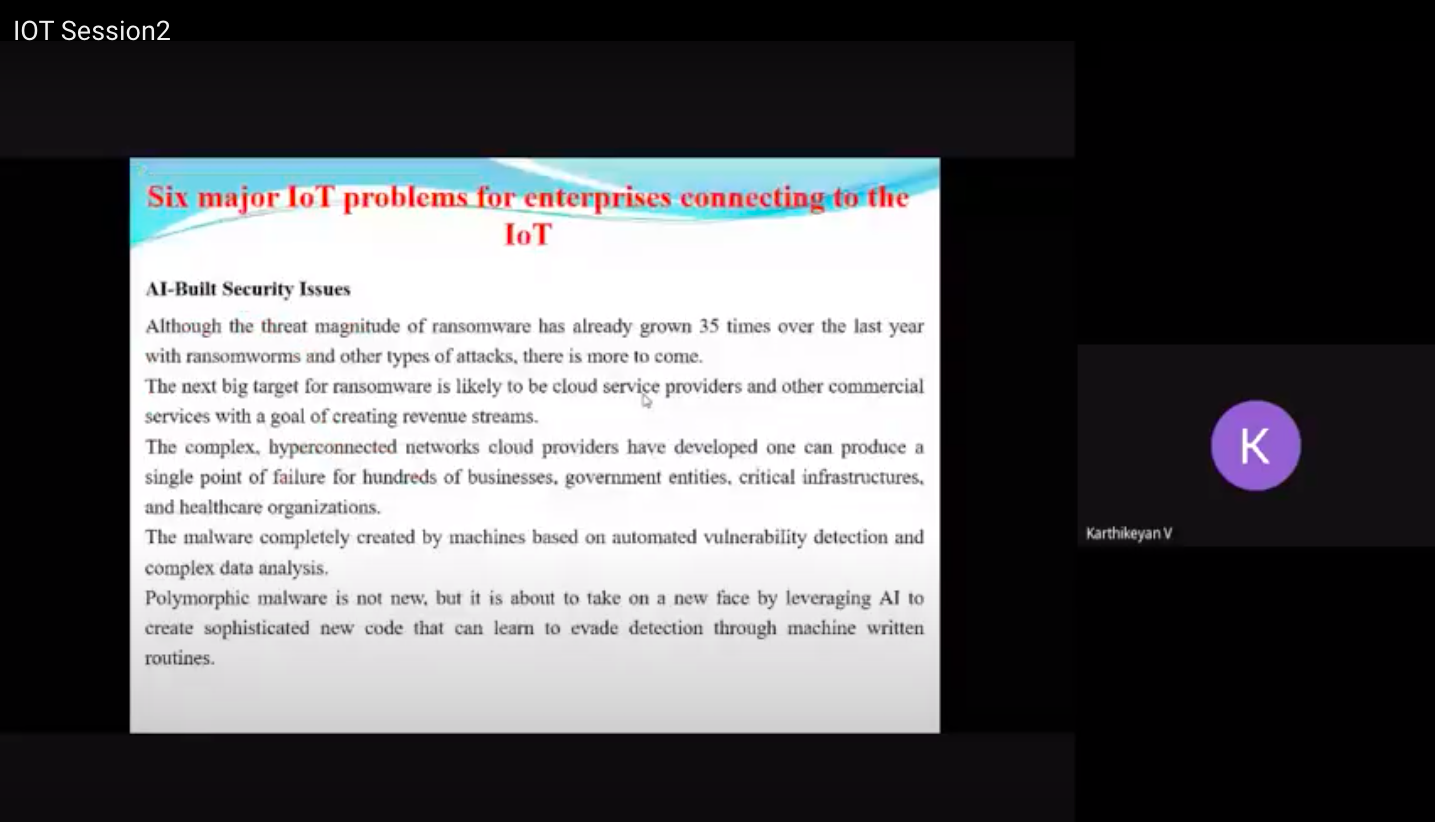 IOT Session2
Six major IoT problems for enterprises connecting to the
IoT
AI-Built Security Issues
Although the threat magnitude of ransomware has already grown 35 times over the last year
with ransomworms and other types of attacks, there is more to come.
The next big target for ransomware is likely to be cloud service providers and other commercial
services with a goal of creating revenue streams.
The complex, hyperconnected networks cloud providers have developed one can produce a
single point of failure for hundreds of businesses, government entities, critical infrastructures,
and healthcare organizations.
The malware completely created by machines based on automated vulnerability detection and
complex data analysis.
Polymorphic malware is not new, but it is about to take on a new face by leveraging AI to
create sophisticated new code that can learn to evade detection through machine written
routines.
K
Karthikeyan V